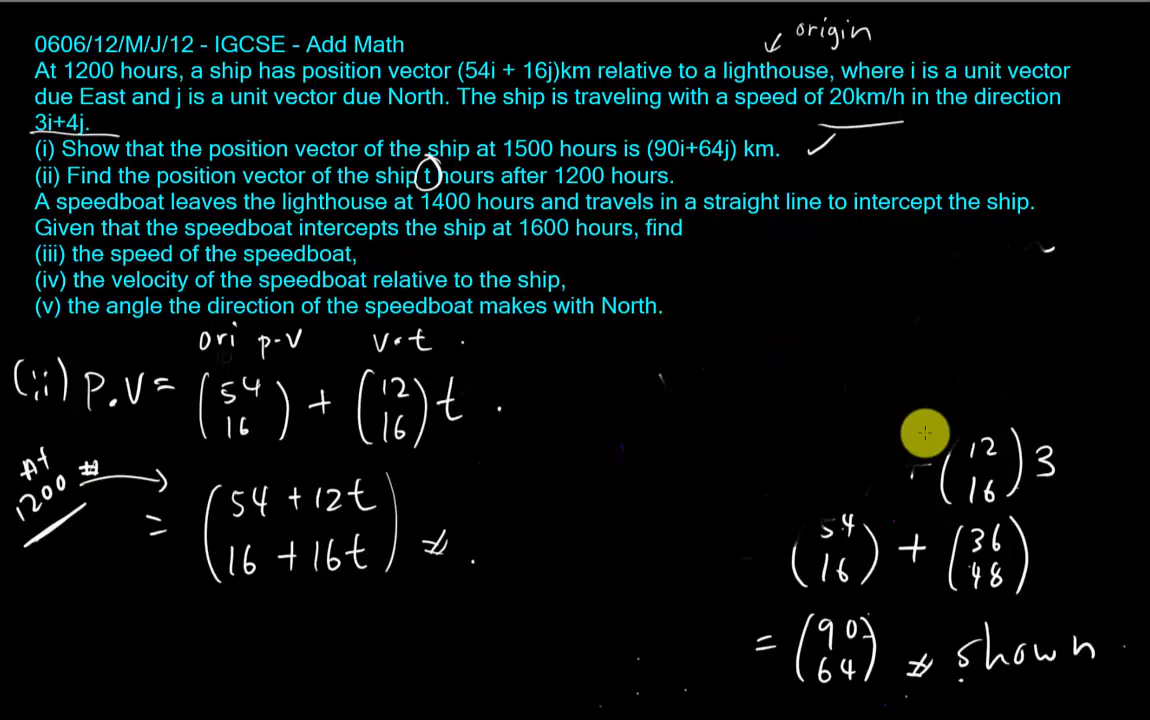 origin
0606/12/M/J/12 - IGCSE - Add Math
At 1200 hours, a ship has position vector (54i + 16j)km relative to a lighthouse, where i is a unit vector
due East and j is a unit vector due North. The ship is traveling with a speed of 20km/h in the direction
3i+4j.
(i) Show that the position vector of the ship at 1500 hours is (90i+64j) km.
(ii) Find the position vector of the ship t hours after 1200 hours.
A speedboat leaves the lighthouse at 1400 hours and travels in a straight line to intercept the ship.
Given that the speedboat intercepts the ship at 1600 hours, find
(iii) the speed of the speedboat,
(iv) the velocity of the speedboat relative to the ship,
(v) the angle the direction of the speedboat makes with North.
ori p-v v.t
(ii) P.V = (54 16) + (12 16) t .
At
1200
= (54 + 12t
16 + 16t) .
(12 16) 3
(54 16) + (36 48)
= (90 64) shown